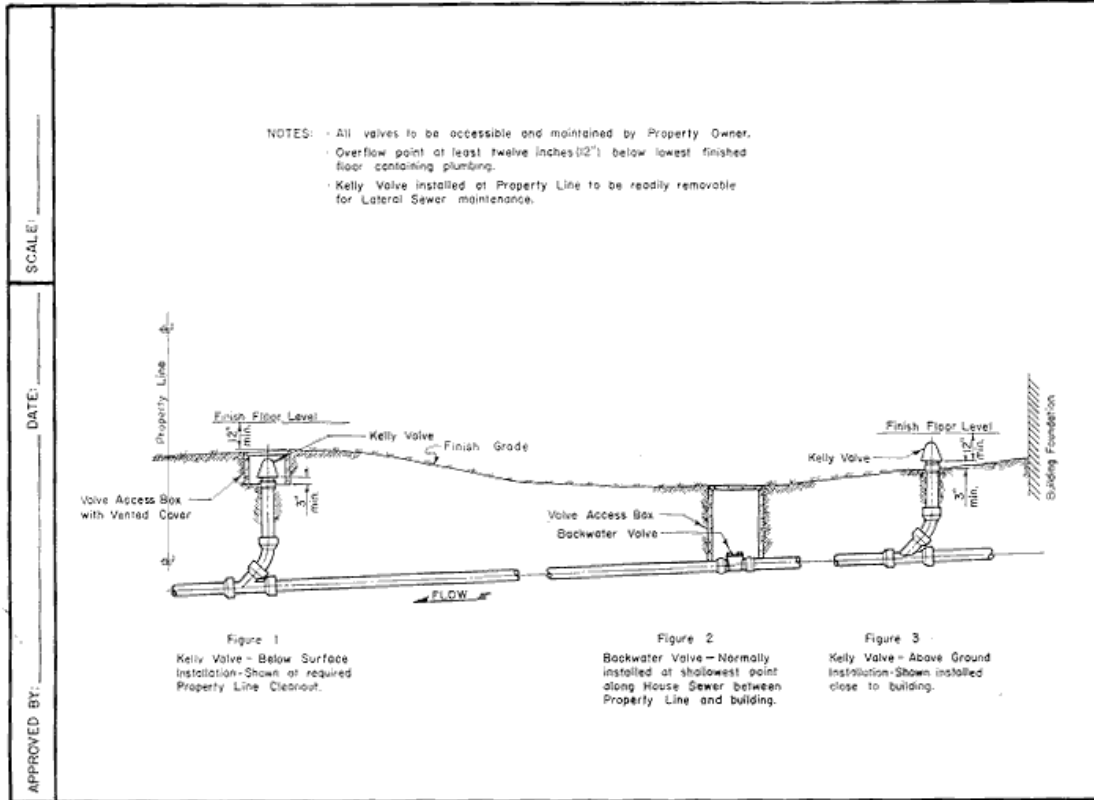 NOTES: · All valves to be accessible and maintained by Property Owner.
· Overflow point at least twelve inches (12") below lowest finished
floor containing plumbing.
· Kelly Valve installed at Property Line to be readily removable
for Lateral Sewer maintenance.
SCALE:
DATE:
APPROVED BY:
Property Line
Finish Floor Level
12"
min.
Kelly Valve
Finish Grade
Valve Access Box
with Vented Cover
3"
min.
Valve Access Box
Backwater Valve
Finish Floor Level
Kelly Valve
12"
min.
3"
min.
Building Foundation
FLOW
Figure 1
Kelly Valve - Below Surface
Installation-Shown at required
Property Line Cleanout.
Figure 2
Backwater Valve - Normally
installed at shallowest point
along House Sewer between
Property Line and building.
Figure 3
Kelly Valve - Above Ground
Installation-Shown installed
close to building.